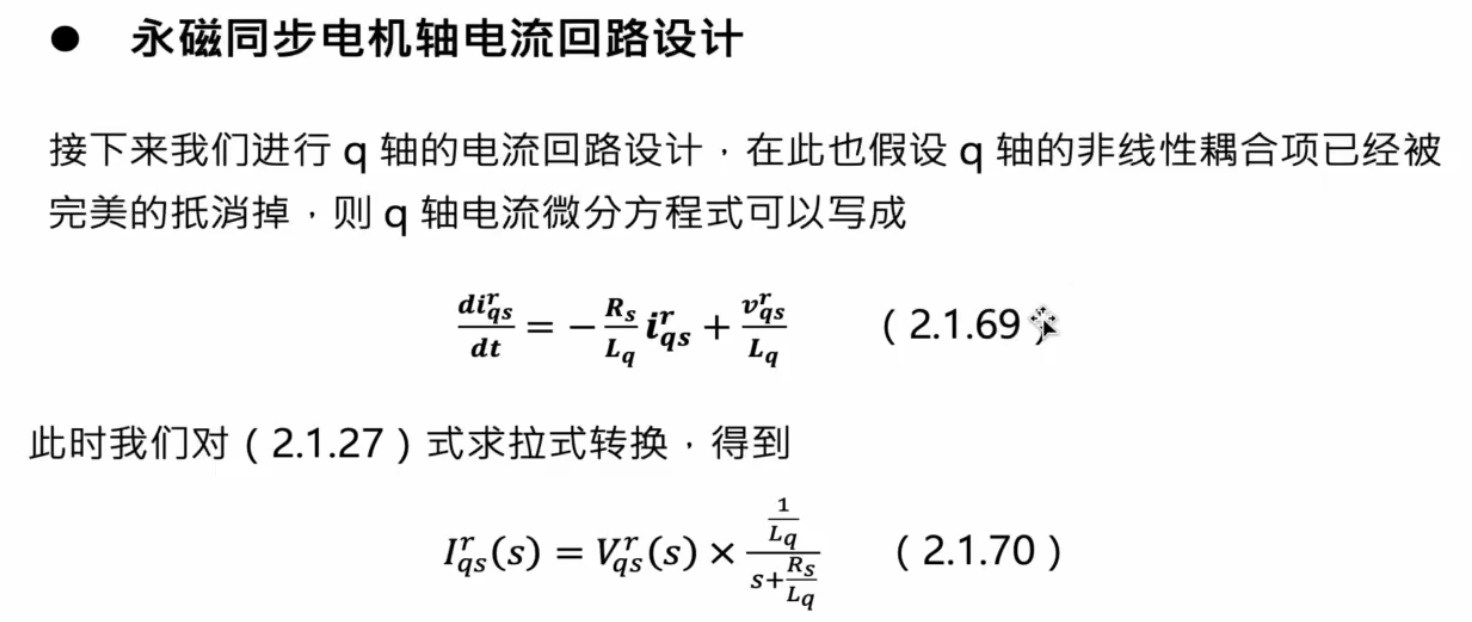 ● 永磁同步电机轴电流回路设计
接下来我们进行 q 轴的电流回路设计，在此也假设 q 轴的非线性耦合项已经被
完美的抵消掉，则 q 轴电流微分方程式可以写成
\frac{di_{qs}^{r}}{dt} = -\frac{R_s}{L_q} i_{qs}^{r} + \frac{v_{qs}^{r}}{L_q} （2.1.69）
此时我们对（2.1.27）式求拉式转换，得到
I_{qs}^{r}(s) = V_{qs}^{r}(s) × \frac{\frac{1}{L_q}}{s+\frac{R_s}{L_q}} （2.1.70）